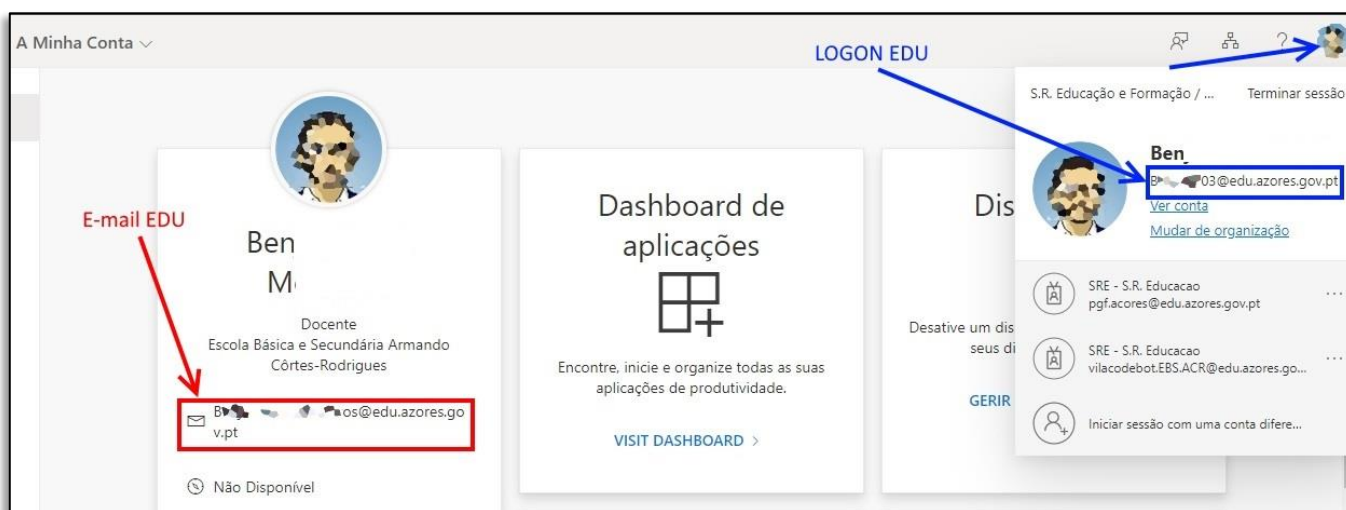 A Minha Conta
LOGON EDU
?
S.R. Educação e Formação / ...
Terminar sessão
Ben
03@edu.azores.gov.pt
Ver conta
Mudar de organização
SRE - S.R. Educacao
pgf.acores@edu.azores.gov.pt
...
SRE - S.R. Educacao
vilacodebot.EBS.ACR@edu.azores.go...
...
Iniciar sessão com uma conta difere...
E-mail EDU
Ben
M
Docente
Escola Básica e Secundária Armando
Côrtes-Rodrigues
os@edu.azores.go
v.pt
Não Disponível
Dashboard de
aplicações
Encontre, inicie e organize todas as suas
aplicações de produtividade.
VISIT DASHBOARD >
Dis
Desative um dis
seus di
GERIR